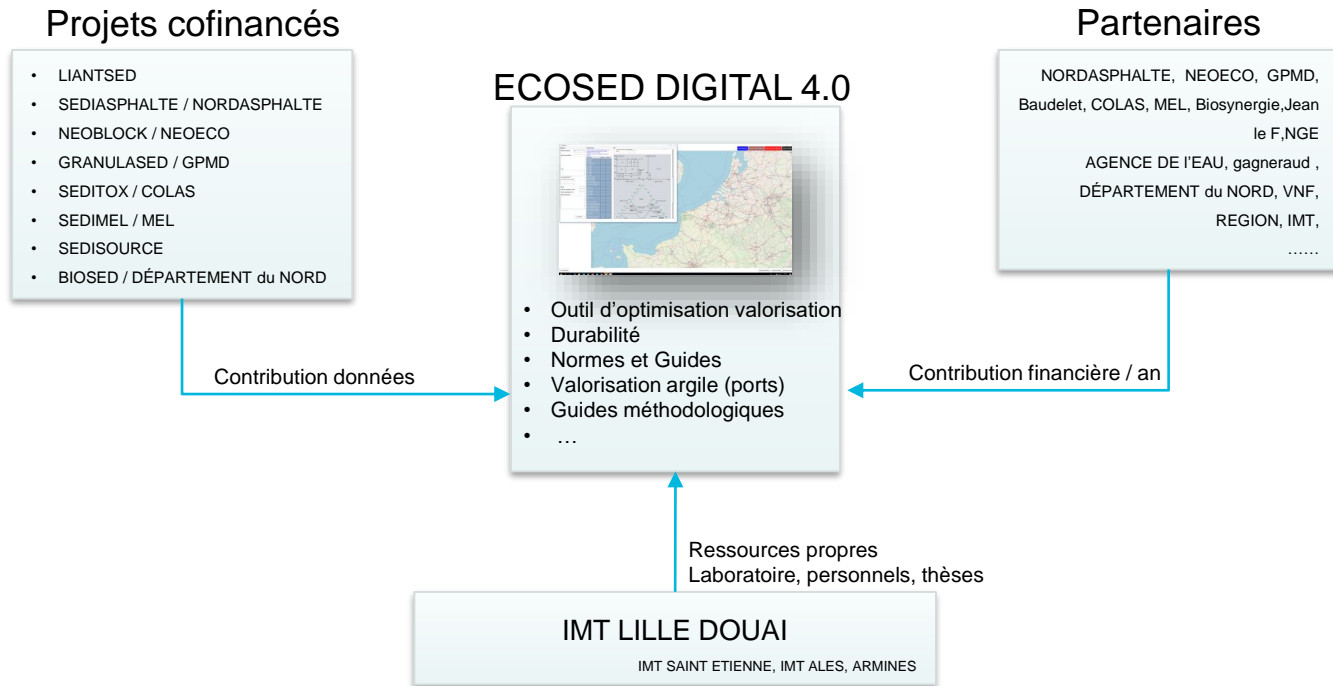 Projets cofinancés
• LIANTSED
• SEDIASPHALTE / NORDASPHALTE
• NEOBLOCK / NEOECO
• GRANULASED / GPMD
• SEDITOX / COLAS
• SEDIMEL / MEL
• SEDISOURCE
• BIOSED / DÉPARTEMENT du NORD
Contribution données
ECOSED DIGITAL 4.0
• Outil d'optimisation valorisation
• Durabilité
• Normes et Guides
• Valorisation argile (ports)
• Guides méthodologiques
• …
Partenaires
NORDASPHALTE, NEOECO, GPMD,
Baudelet, COLAS, MEL, Biosynergie,Jean
le F,NGE
AGENCE DE l'EAU, gagneraud ,
DÉPARTEMENT du NORD, VNF,
REGION, IMT,
……
Contribution financière / an
Ressources propres
Laboratoire, personnels, thèses
IMT LILLE DOUAI
IMT SAINT ETIENNE, IMT ALES, ARMINES